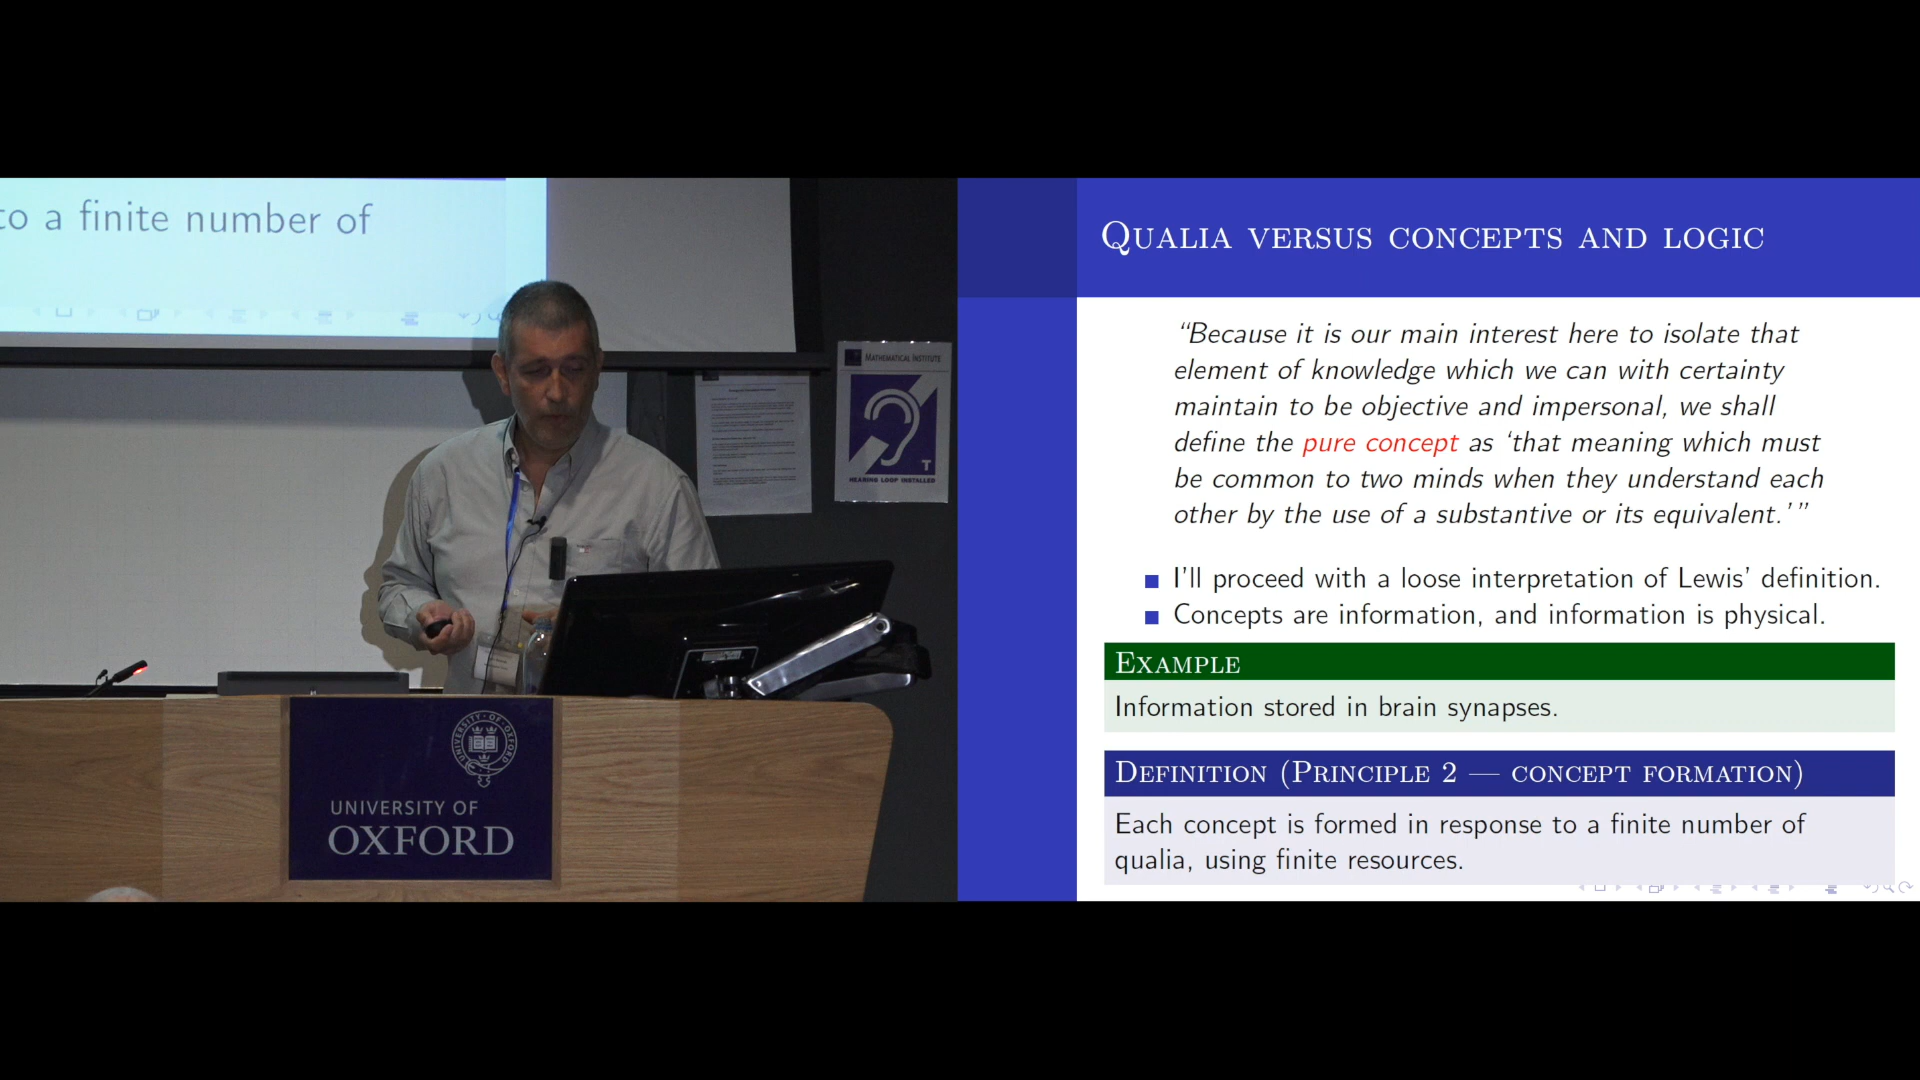 to a finite number of
MATHEMATICAL INSTITUTE
T
HEARING LOOP INSTALLED
UNIVERSITY OF
OXFORD
QUALIA VERSUS CONCEPTS AND LOGIC
“Because it is our main interest here to isolate that
element of knowledge which we can with certainty
maintain to be objective and impersonal, we shall
define the pure concept as ‘that meaning which must
be common to two minds when they understand each
other by the use of a substantive or its equivalent.’”
I’ll proceed with a loose interpretation of Lewis’ definition.
Concepts are information, and information is physical.
EXAMPLE
Information stored in brain synapses.
DEFINITION (PRINCIPLE 2 — CONCEPT FORMATION)
Each concept is formed in response to a finite number of
qualia, using finite resources.